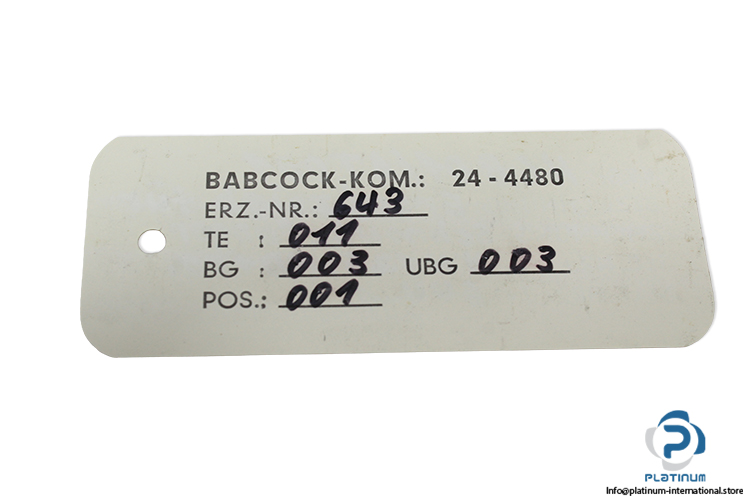 BABCOCK-KOM.: 24 - 4480
ERZ.-NR.: 643
TE : 011
BG : 003 UBG 003
POS.: 001
PLATINUM
Info@platinum-international.store